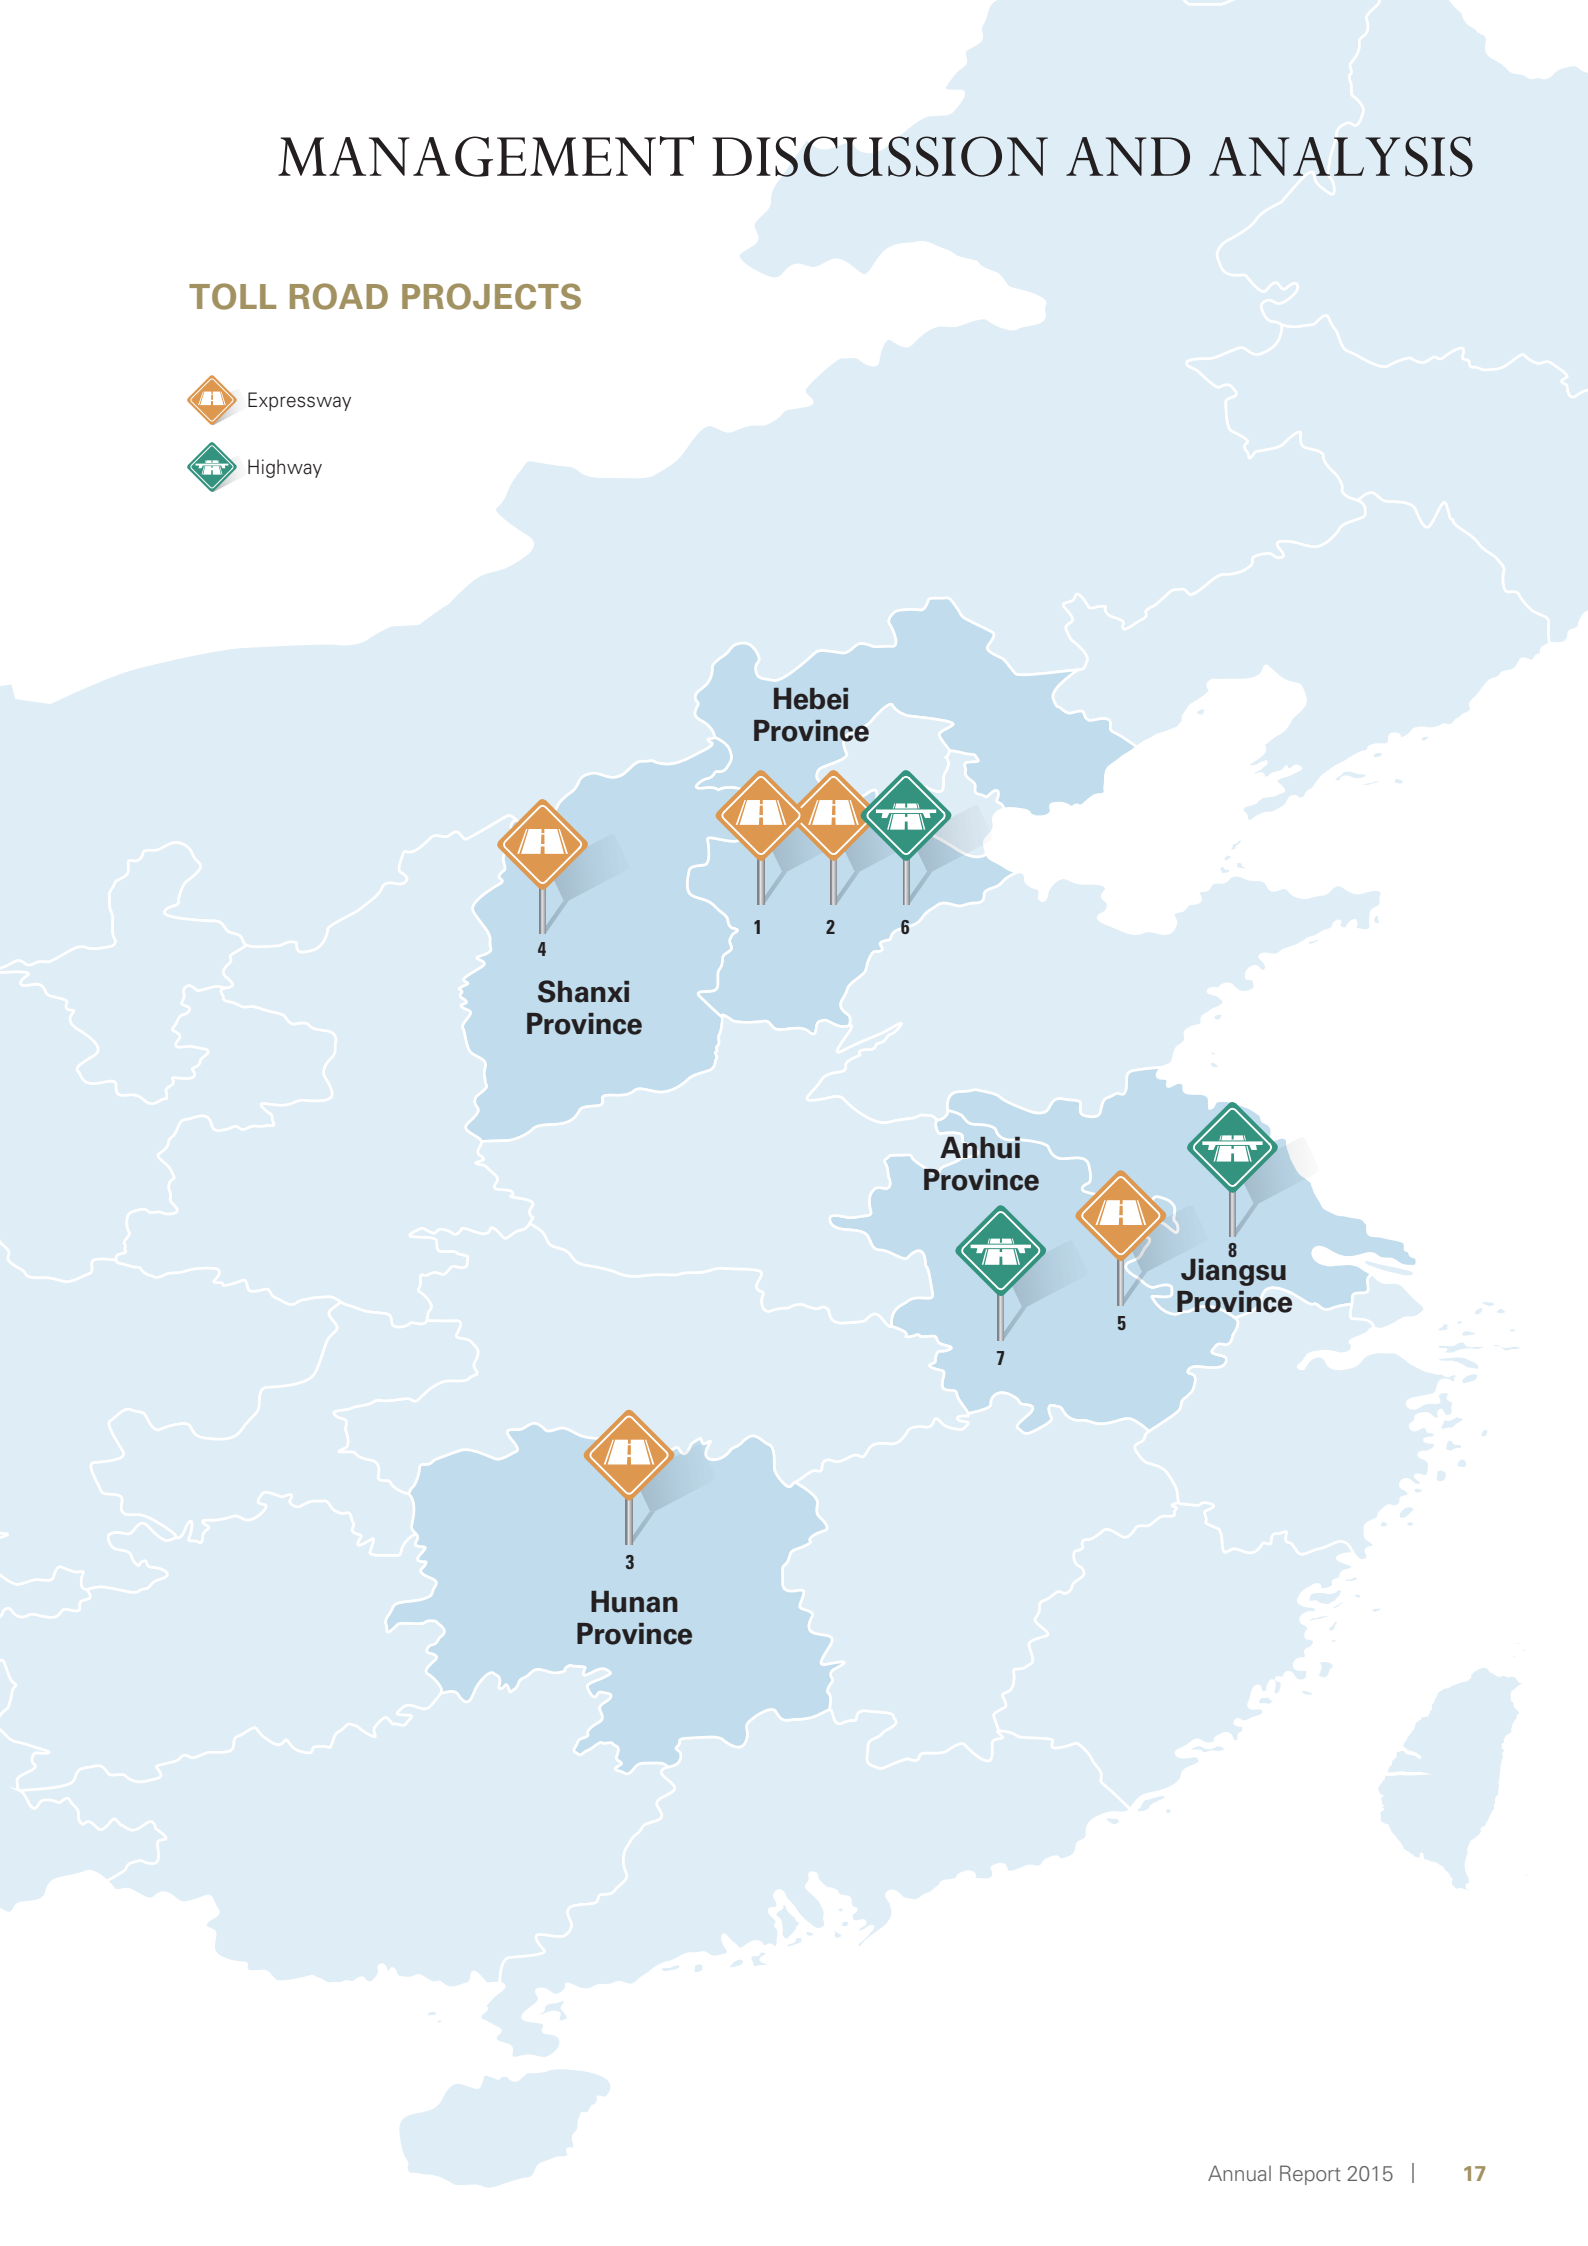 MANAGEMENT DISCUSSION AND ANALYSIS
TOLL ROAD PROJECTS
Expressway
Highway
Hebei
Province
1
2
6
4
Shanxi
Province
Anhui
Province
8
Jiangsu
Province
5
7
3
Hunan
Province
Annual Report 2015
17